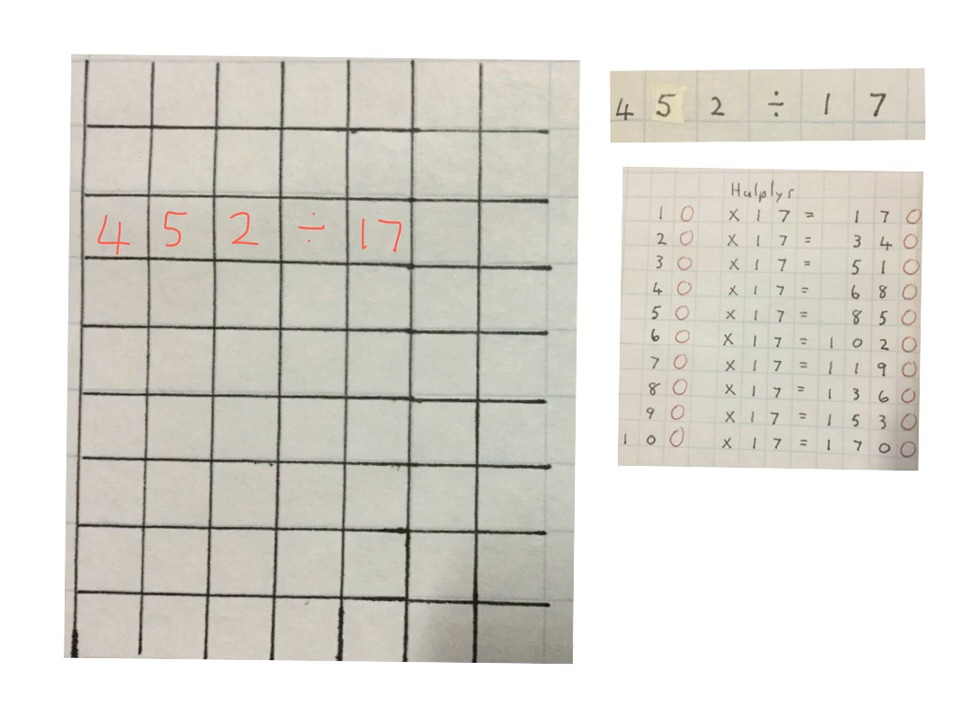 4 5 2 ÷ 17
4 5 2 ÷ 1 7
Hulplys
1 0 x 1 7 = 1 7 0
2 0 x 1 7 = 3 4 0
3 0 x 1 7 = 5 1 0
4 0 x 1 7 = 6 8 0
5 0 x 1 7 = 8 5 0
6 0 x 1 7 = 1 0 2 0
7 0 x 1 7 = 1 1 9 0
8 0 x 1 7 = 1 3 6 0
9 0 x 1 7 = 1 5 3 0
1 0 0 x 1 7 = 1 7 0 0